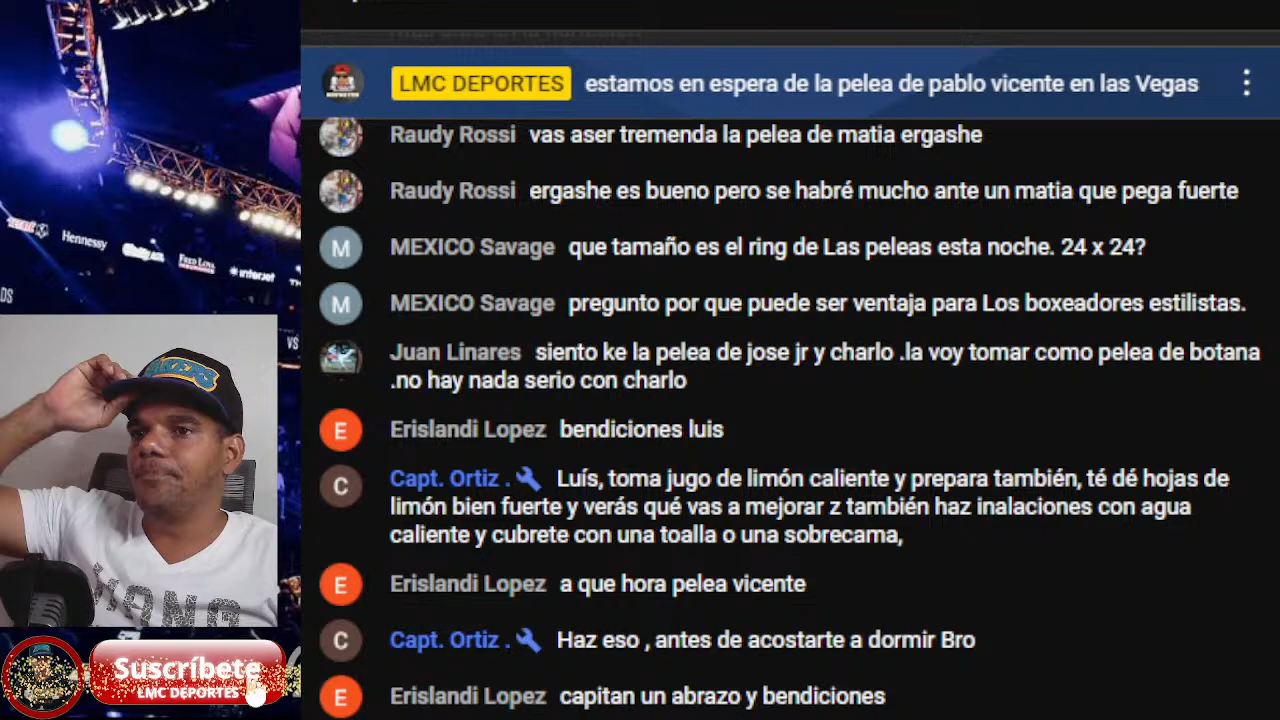 LMC DEPORTES estamos en espera de la pelea de pablo vicente en las Vegas
Raudy Rossi vas aser tremenda la pelea de matia ergashe
Raudy Rossi ergashe es bueno pero se habré mucho ante un matia que pega fuerte
M MEXICO Savage que tamaño es el ring de Las peleas esta noche. 24 x 24?
M MEXICO Savage pregunto por que puede ser ventaja para Los boxeadores estilistas.
Juan Linares siento ke la pelea de jose jr y charlo .la voy tomar como pelea de botana
.no hay nada serio con charlo
E Erislandi Lopez bendiciones luis
C Capt. Ortiz . Luís, toma jugo de limón caliente y prepara también, té dé hojas de
limón bien fuerte y verás qué vas a mejorar z también haz inalaciones con agua
caliente y cubrete con una toalla o una sobrecama,
E Erislandi Lopez a que hora pelea vicente
C Capt. Ortiz . Haz eso , antes de acostarte a dormir Bro
E Erislandi Lopez capitan un abrazo y bendiciones
Hennessy
FRED LOYA
interjet
DS
VS
LAKERS
Suscríbete
LMC DEPORTES